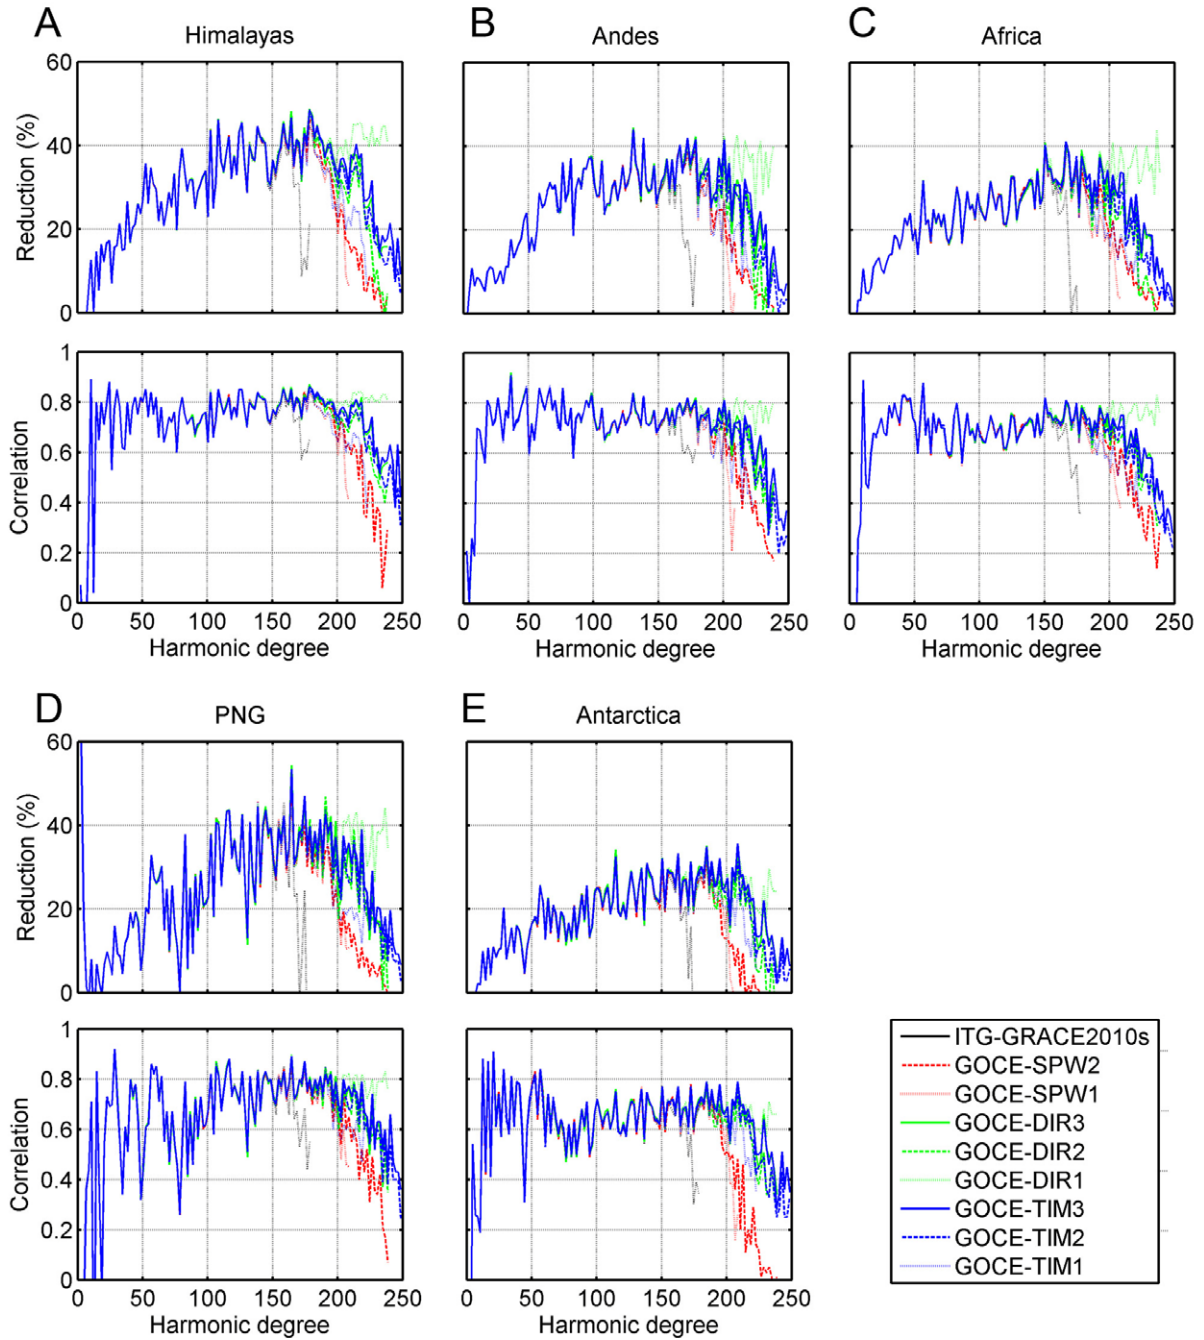 A
Himalayas
B
Andes
C
Africa
60
40
20
0
Reduction (%)
1
0.8
0.6
0.4
0.2
0
Correlation
0 50 100 150 200 250
0 50 100 150 200 250
0 50 100 150 200 250
Harmonic degree
Harmonic degree
Harmonic degree
D
PNG
E
Antarctica
60
40
20
0
Reduction (%)
1
0.8
0.6
0.4
0.2
0
Correlation
0 50 100 150 200 250
0 50 100 150 200 250
Harmonic degree
Harmonic degree
ITG-GRACE2010s
GOCE-SPW2
GOCE-SPW1
GOCE-DIR3
GOCE-DIR2
GOCE-DIR1
GOCE-TIM3
GOCE-TIM2
GOCE-TIM1